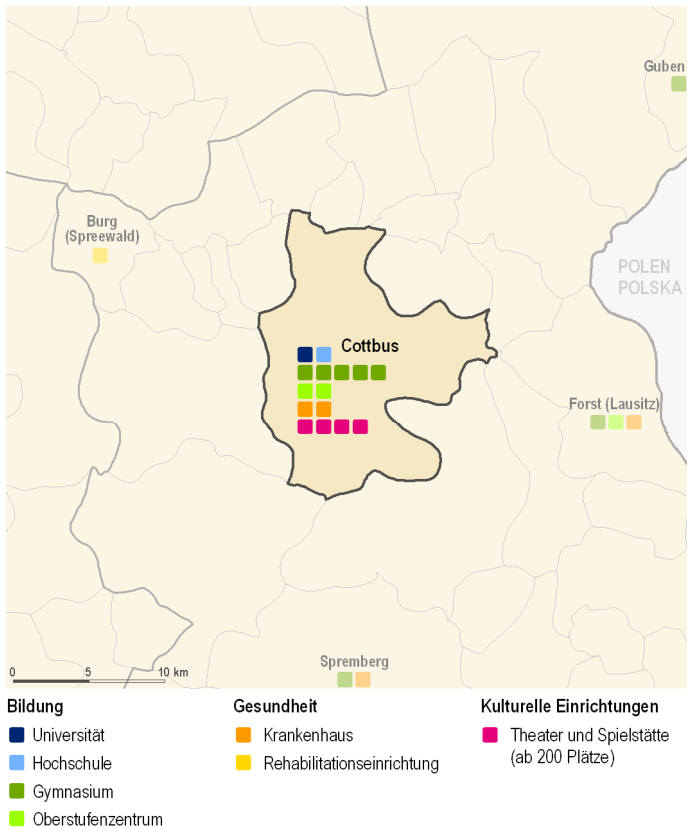 Guben
Burg
(Spreewald)
POLEN
POLSKA
Cottbus
Forst (Lausitz)
Spremberg
0 5 10 km
Bildung
Universität
Hochschule
Gymnasium
Oberstufenzentrum
Gesundheit
Krankenhaus
Rehabilitationseinrichtung
Kulturelle Einrichtungen
Theater und Spielstätte
(ab 200 Plätze)